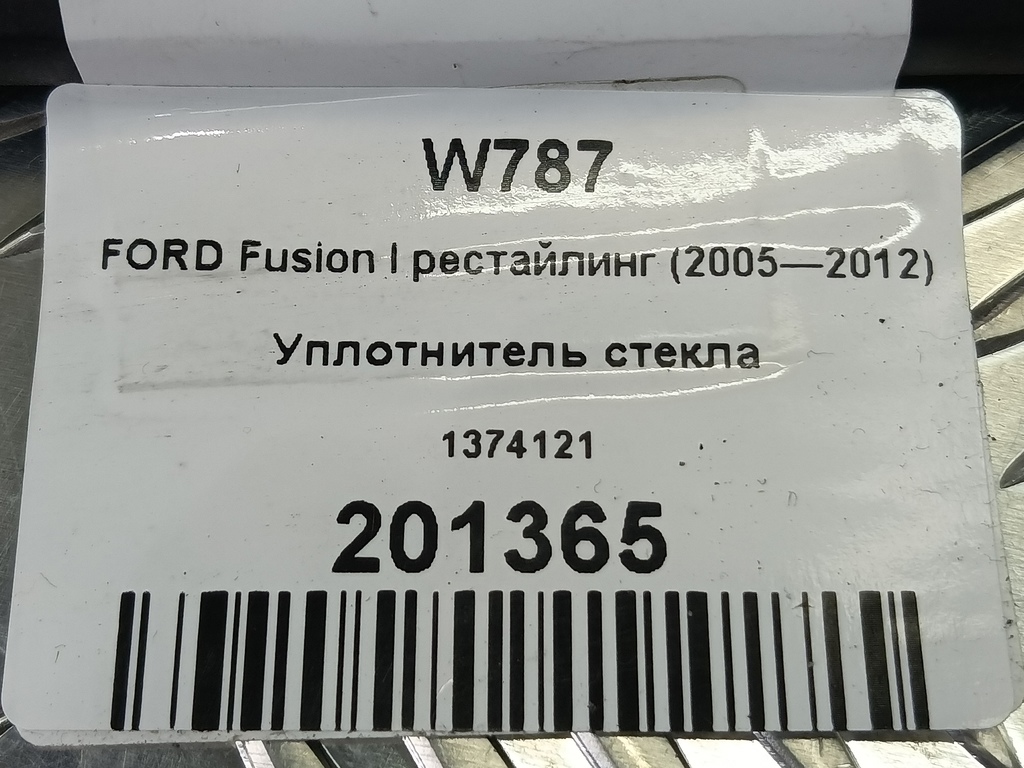 W787
FORD Fusion I рестайлинг (2005—2012)
Уплотнитель стекла
1374121
201365